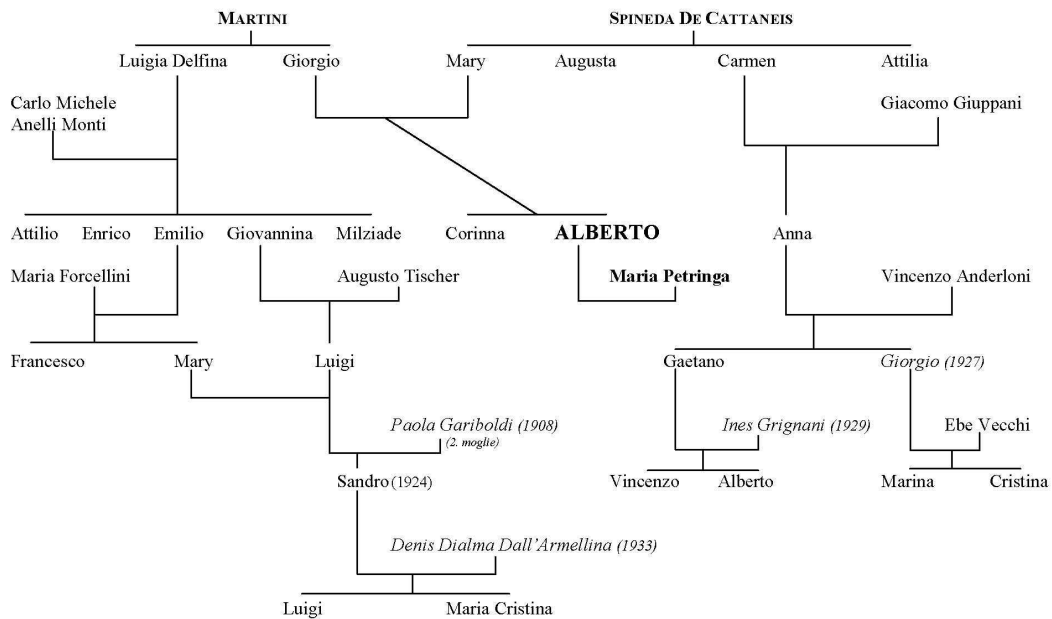 MARTINI SPINEDA DE CATTANEIS
Luigia Delfina Giorgio Mary Augusta Carmen Attilia
Carlo Michele Giacomo Giuppani
Anelli Monti
Attilio Enrico Emilio Giovannina Milziade Corinna ALBERTO Anna
Maria Forcellini Augusto Tischer Maria Petringa Vincenzo Anderloni
Francesco Mary Luigi Gaetano Giorgio (1927)
Paola Gariboldi (1908) Ines Grignani (1929) Ebe Vecchi
(2. moglie)
Sandro (1924) Vincenzo Alberto Marina Cristina
Denis Dialma Dall'Armellina (1933)
Luigi Maria Cristina